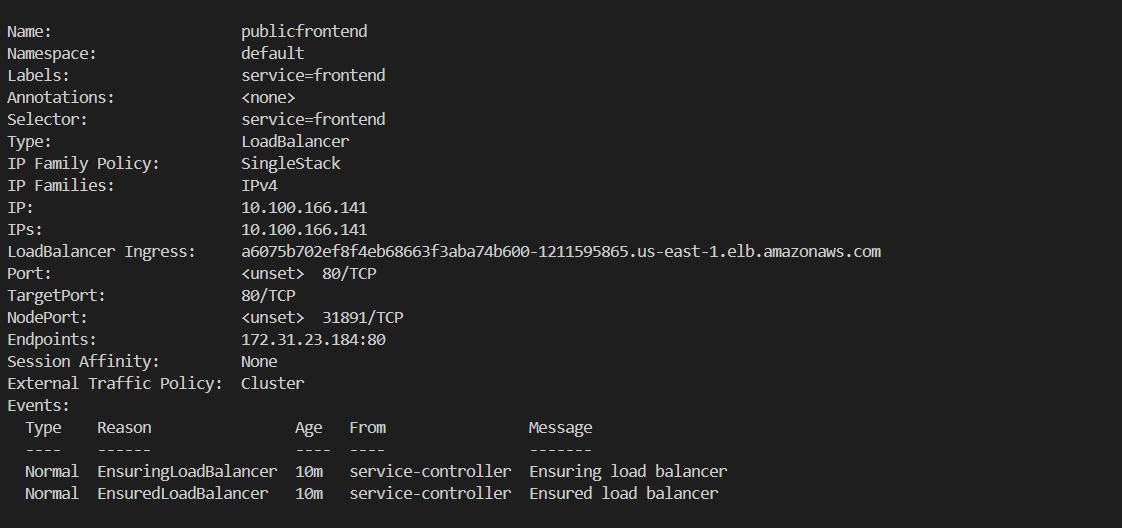 Name:                     publicfrontend
Namespace:                default
Labels:                   service=frontend
Annotations:              <none>
Selector:                 service=frontend
Type:                     LoadBalancer
IP Family Policy:         SingleStack
IP Families:              IPv4
IP:                       10.100.166.141
IPs:                      10.100.166.141
LoadBalancer Ingress:     a6075b702ef8f4eb68663f3aba74b600-1211595865.us-east-1.elb.amazonaws.com
Port:                     <unset>  80/TCP
TargetPort:               80/TCP
NodePort:                 <unset>  31891/TCP
Endpoints:                172.31.23.184:80
Session Affinity:         None
External Traffic Policy:  Cluster
Events:
  Type    Reason                Age   From                Message
  ----    ------                ----  ----                -------
  Normal  EnsuringLoadBalancer  10m   service-controller  Ensuring load balancer
  Normal  EnsuredLoadBalancer   10m   service-controller  Ensured load balancer